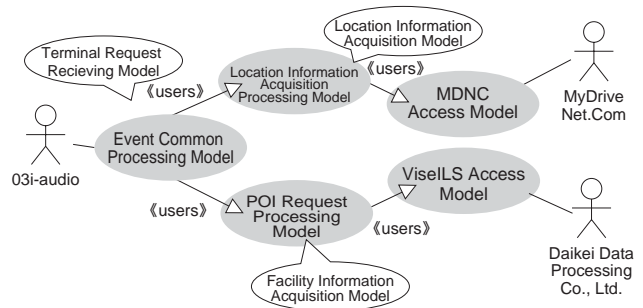 Location Information
Acquisition Model
Terminal Request
Recieving Model
《users》
Location Information
Acquisition
Processing Model
《users》
MDNC
Access Model
MyDrive
Net.Com
03i-audio
Event Common
Processing Model
ViseILS Access
Model
《users》
POI Request
Processing
Model
《users》
Daikei Data
Processing
Co., Ltd.
Facility Information
Acquisition Model